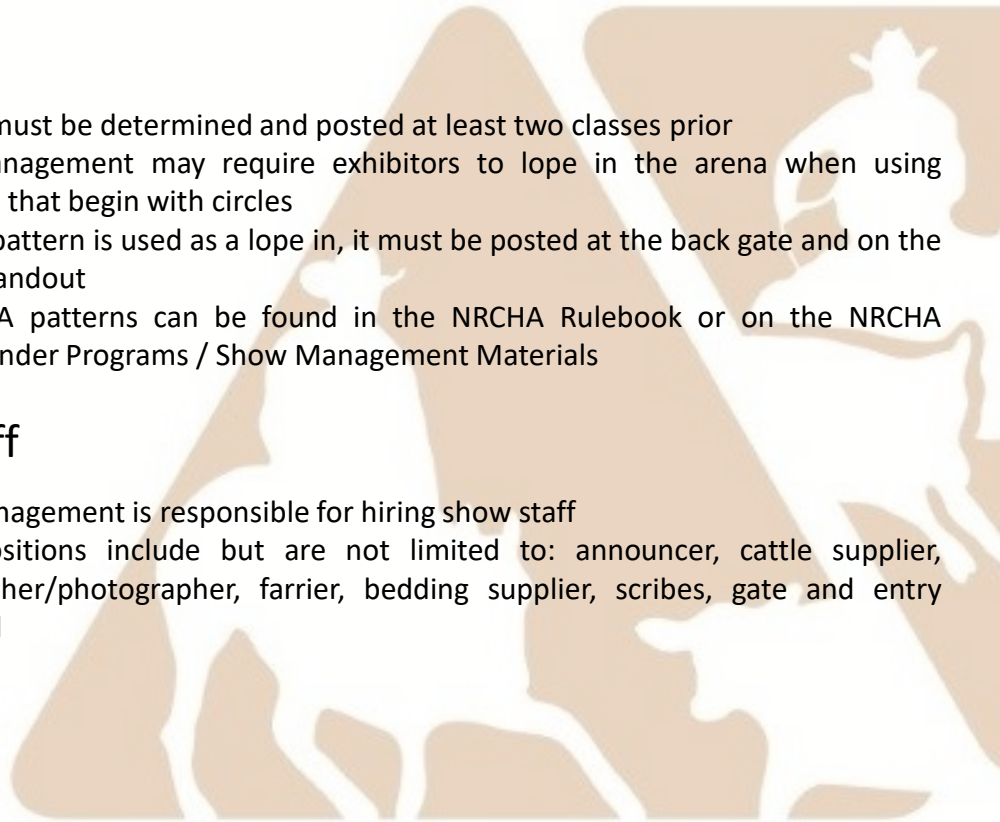 must be determined and posted at least two classes prior
nagement may require exhibitors to lope in the arena when using
that begin with circles
pattern is used as a lope in, it must be posted at the back gate and on the
andout
A patterns can be found in the NRCHA Rulebook or on the NRCHA
nder Programs / Show Management Materials
ff
nagement is responsible for hiring show staff
sitions include but are not limited to: announcer, cattle supplier,
her/photographer, farrier, bedding supplier, scribes, gate and entry